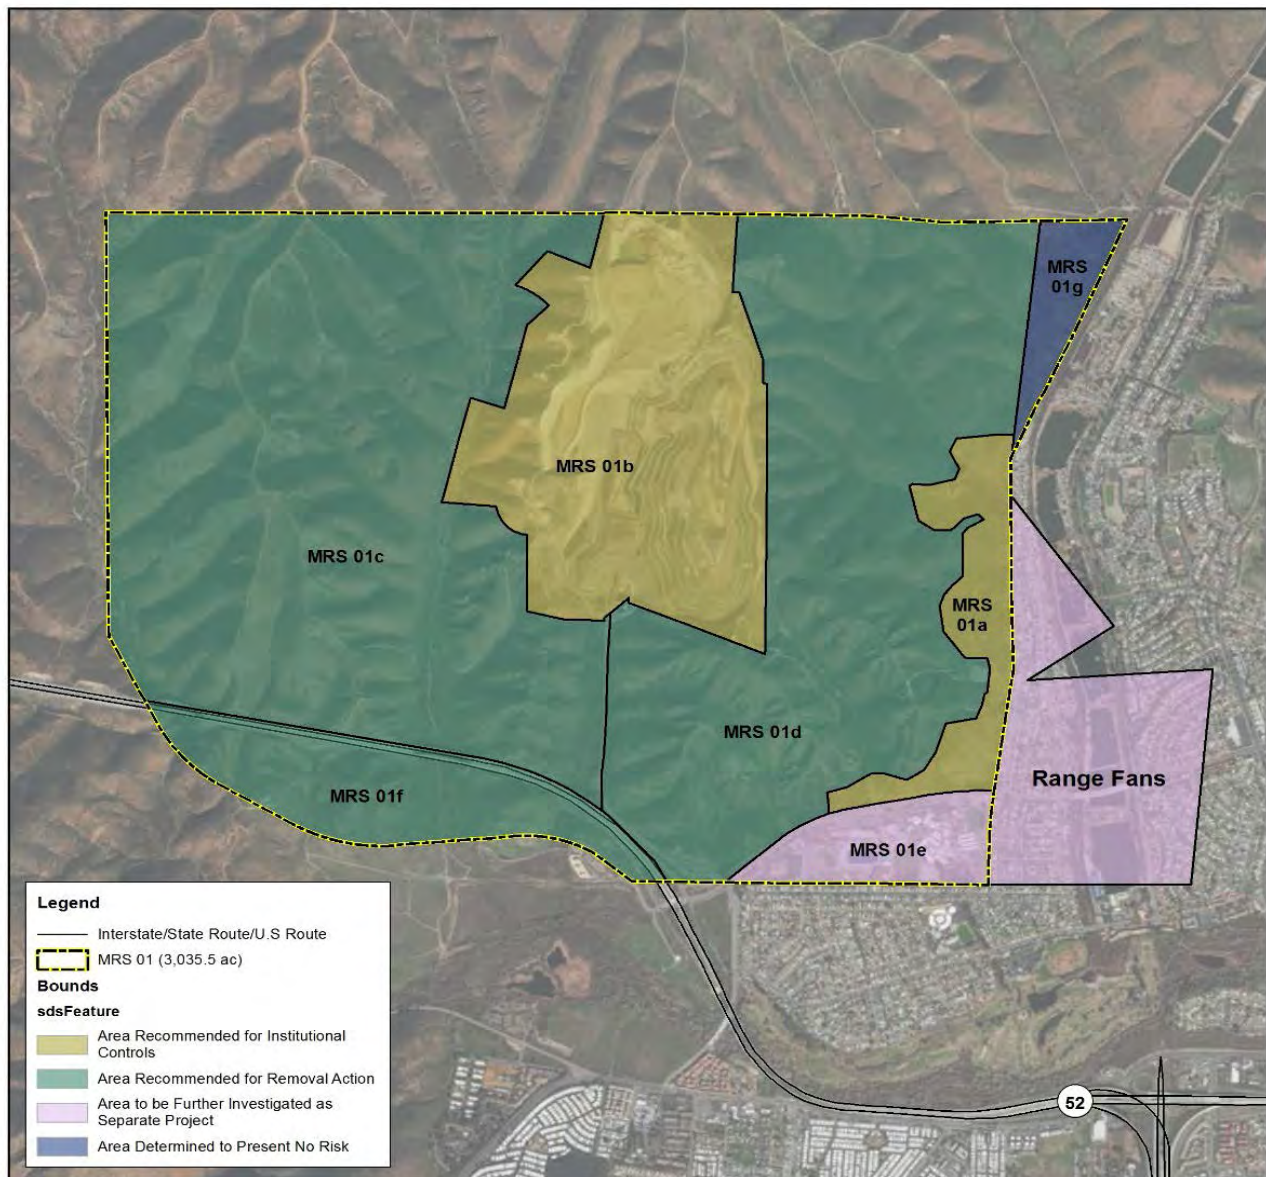 MRS
01g
MRS 01b
MRS 01c
MRS
01a
MRS 01d
Range Fans
MRS 01f
MRS 01e
Legend
Interstate/State Route/U.S Route
MRS 01 (3,035.5 ac)
Bounds
sdsFeature
Area Recommended for Institutional
Controls
Area Recommended for Removal Action
Area to be Further Investigated as
Separate Project
Area Determined to Present No Risk
52